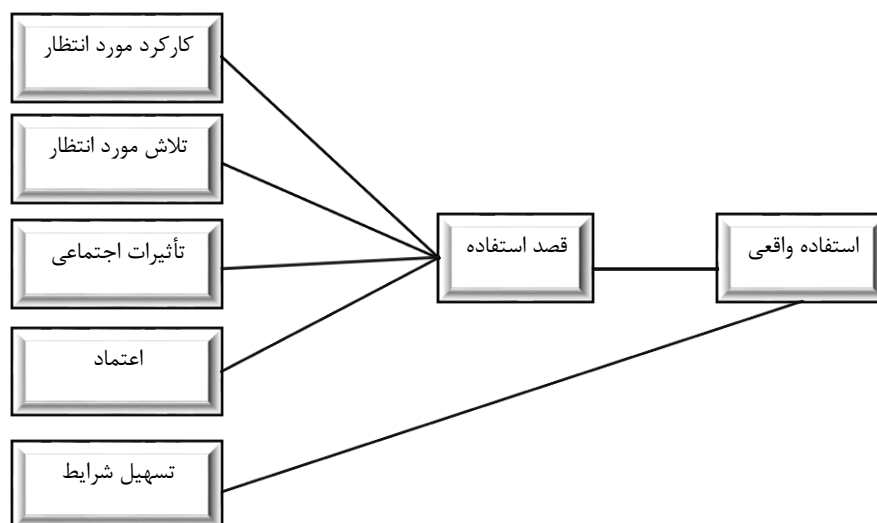 کارکرد مورد انتظار
تلاش مورد انتظار
تأثیرات اجتماعی
اعتماد
تسهیل شرایط
قصد استفاده
استفاده واقعی